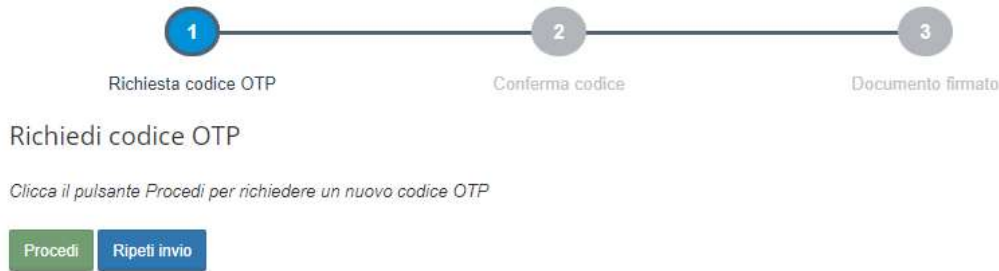 1 2 3
Richiesta codice OTP Conferma codice Documento firmato
Richiedi codice OTP
Clicca il pulsante Procedi per richiedere un nuovo codice OTP
Procedi Ripeti invio